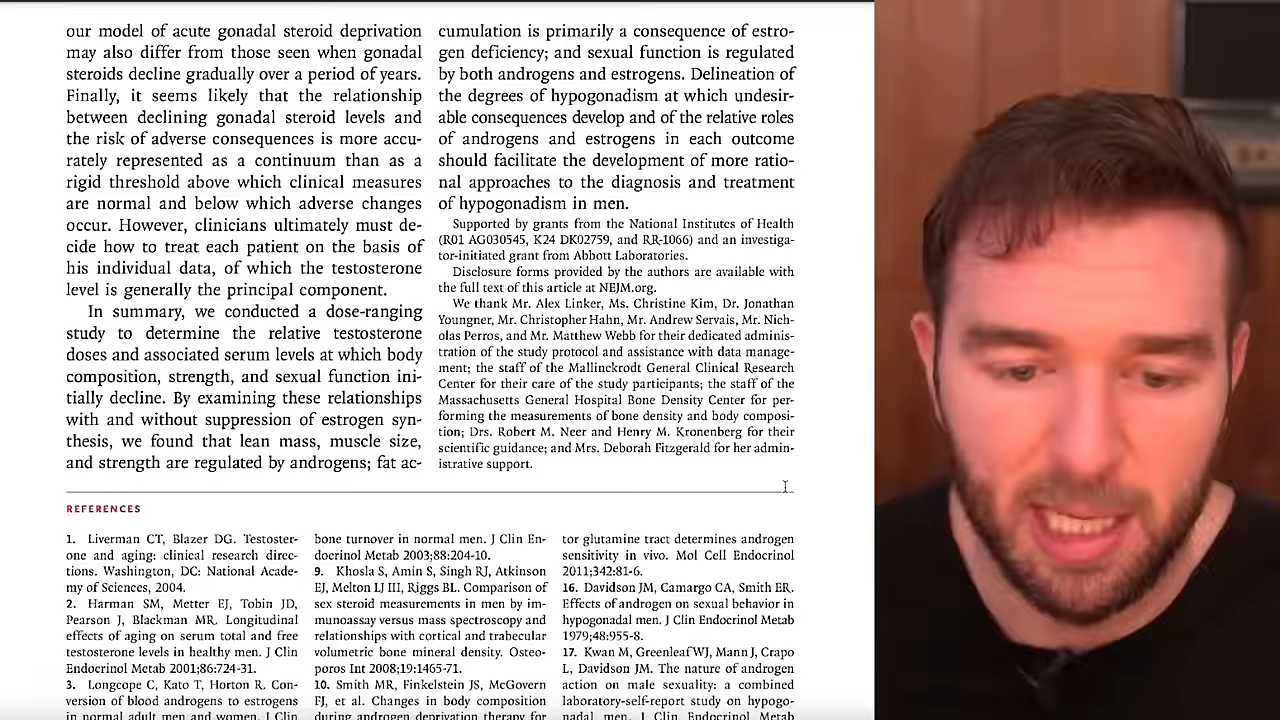 our model of acute gonadal steroid deprivation
may also differ from those seen when gonadal
steroids decline gradually over a period of years.
Finally, it seems likely that the relationship
between declining gonadal steroid levels and
the risk of adverse consequences is more accu-
rately represented as a continuum than as a
rigid threshold above which clinical measures
are normal and below which adverse changes
occur. However, clinicians ultimately must de-
cide how to treat each patient on the basis of
his individual data, of which the testosterone
level is generally the principal component.
In summary, we conducted a dose-ranging
study to determine the relative testosterone
doses and associated serum levels at which body
composition, strength, and sexual function ini-
tially decline. By examining these relationships
with and without suppression of estrogen syn-
thesis, we found that lean mass, muscle size,
and strength are regulated by androgens; fat ac-
cumulation is primarily a consequence of estro-
gen deficiency; and sexual function is regulated
by both androgens and estrogens. Delineation of
the degrees of hypogonadism at which undesir-
able consequences develop and of the relative roles
of androgens and estrogens in each outcome
should facilitate the development of more ratio-
nal approaches to the diagnosis and treatment
of hypogonadism in men.
Supported by grants from the National Institutes of Health
(R01 AG030545, K24 DK02759, and RR-1066) and an investiga-
tor-initiated grant from Abbott Laboratories.
Disclosure forms provided by the authors are available with
the full text of this article at NEJM.org.
We thank Mr. Alex Linker, Ms. Christine Kim, Dr. Jonathan
Youngner, Mr. Christopher Hahn, Mr. Andrew Servais, Mr. Nich-
olas Perros, and Mr. Matthew Webb for their dedicated adminis-
tration of the study protocol and assistance with data manage-
ment; the staff of the Mallinckrodt General Clinical Research
Center for their care of the study participants; the staff of the
Massachusetts General Hospital Bone Density Center for per-
forming the measurements of bone density and body composi-
tion; Drs. Robert M. Neer and Henry M. Kronenberg for their
scientific guidance; and Mrs. Deborah Fitzgerald for her admin-
istrative support.
REFERENCES
1. Liverman CT, Blazer DG. Testoster-
one and aging: clinical research direc-
tions. Washington, DC: National Acade-
my of Sciences, 2004.
2. Harman SM, Metter EJ, Tobin JD,
Pearson J, Blackman MR. Longitudinal
effects of aging on serum total and free
testosterone levels in healthy men. J Clin
Endocrinol Metab 2001;86:724-31.
3. Longcope C, Kato T, Horton R. Con-
version of blood androgens to estrogens
in normal adult men and women. J Clin
bone turnover in normal men. J Clin En-
docrinol Metab 2003;88:204-10.
9. Khosla S, Amin S, Singh RJ, Atkinson
EJ, Melton LJ III, Riggs BL. Comparison of
sex steroid measurements in men by im-
munoassay versus mass spectroscopy and
relationships with cortical and trabecular
volumetric bone mineral density. Osteo-
poros Int 2008;19:1465-71.
10. Smith MR, Finkelstein JS, McGovern
FJ, et al. Changes in body composition
during androgen deprivation therapy for
tor glutamine tract determines androgen
sensitivity in vivo. Mol Cell Endocrinol
2011;342:81-6.
16. Davidson JM, Camargo CA, Smith ER.
Effects of androgen on sexual behavior in
hypogonadal men. J Clin Endocrinol Metab
1979;48:955-8.
17. Kwan M, Greenleaf WJ, Mann J, Crapo
L, Davidson JM. The nature of androgen
action on male sexuality: a combined
laboratory-self-report study on hypogo-
nadal men. J Clin Endocrinol Metab